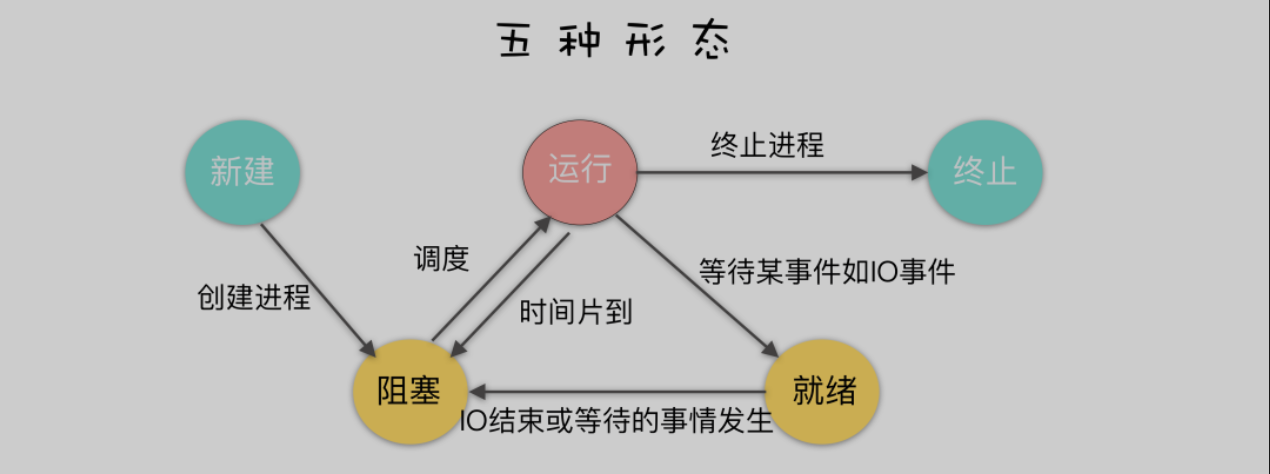 五种形态
新建
运行
终止进程
终止
调度
等待某事件如IO事件
创建进程
时间片到
阻塞
就绪
IO结束或等待的事情发生